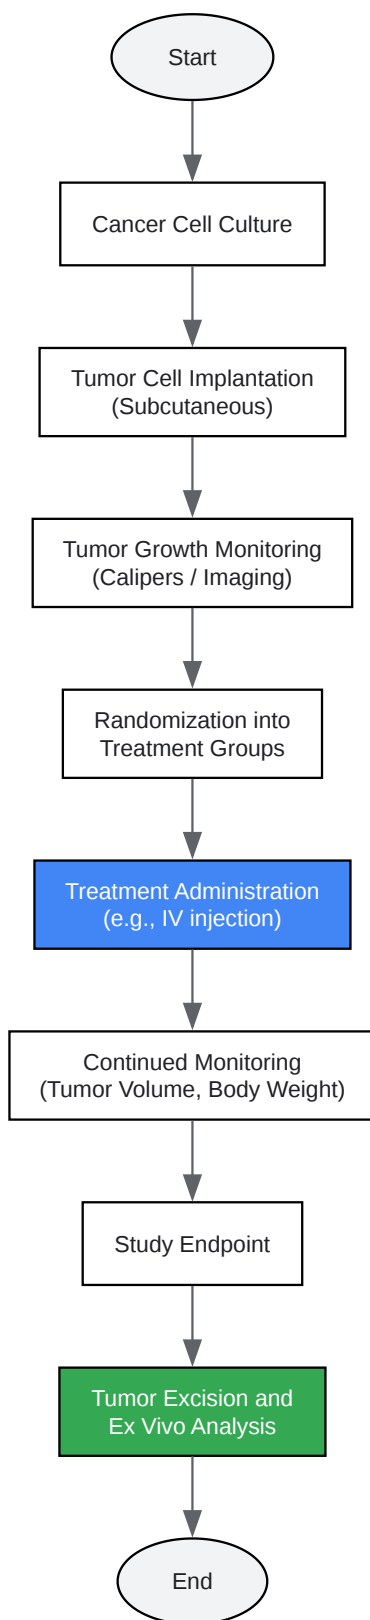 Start
Cancer Cell Culture
Tumor Cell Implantation
(Subcutaneous)
Tumor Growth Monitoring
(Calipers / Imaging)
Randomization into
Treatment Groups
Treatment Administration
(e.g., IV injection)
Continued Monitoring
(Tumor Volume, Body Weight)
Study Endpoint
Tumor Excision and
Ex Vivo Analysis
End